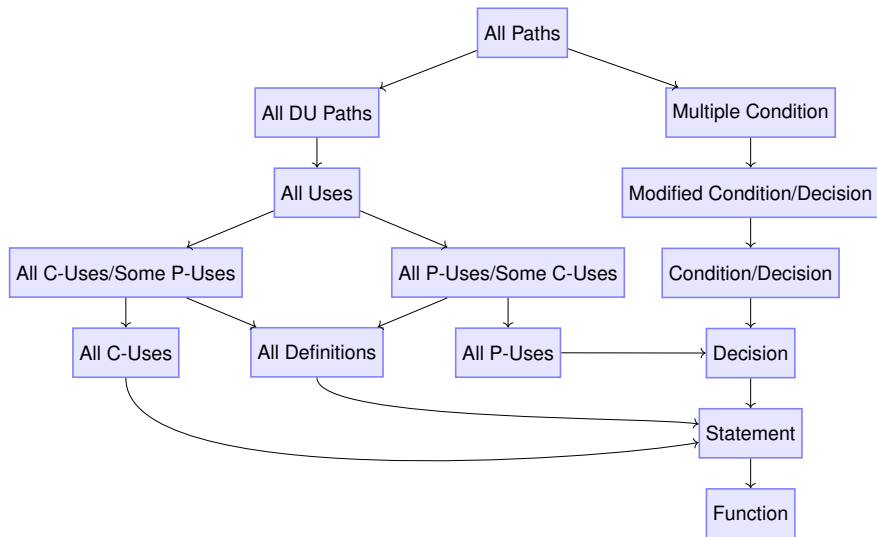 All Paths
All DU Paths
Multiple Condition
All Uses
Modified Condition/Decision
All C-Uses/Some P-Uses
All P-Uses/Some C-Uses
Condition/Decision
All C-Uses
All Definitions
All P-Uses
Decision
Statement
Function